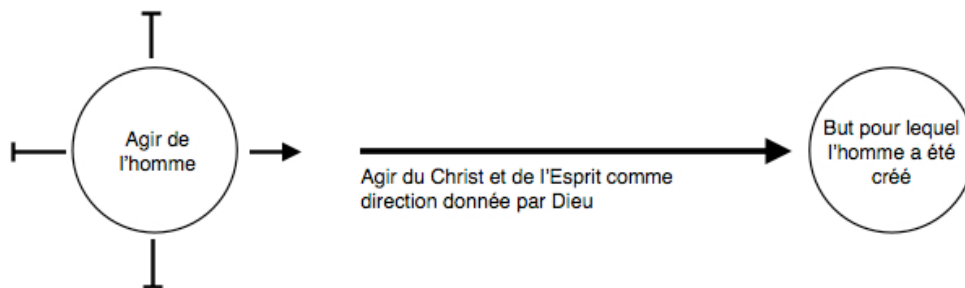 Agir de
l'homme
Agir du Christ et de l'Esprit comme
direction donnée par Dieu
But pour lequel
l'homme a été
créé